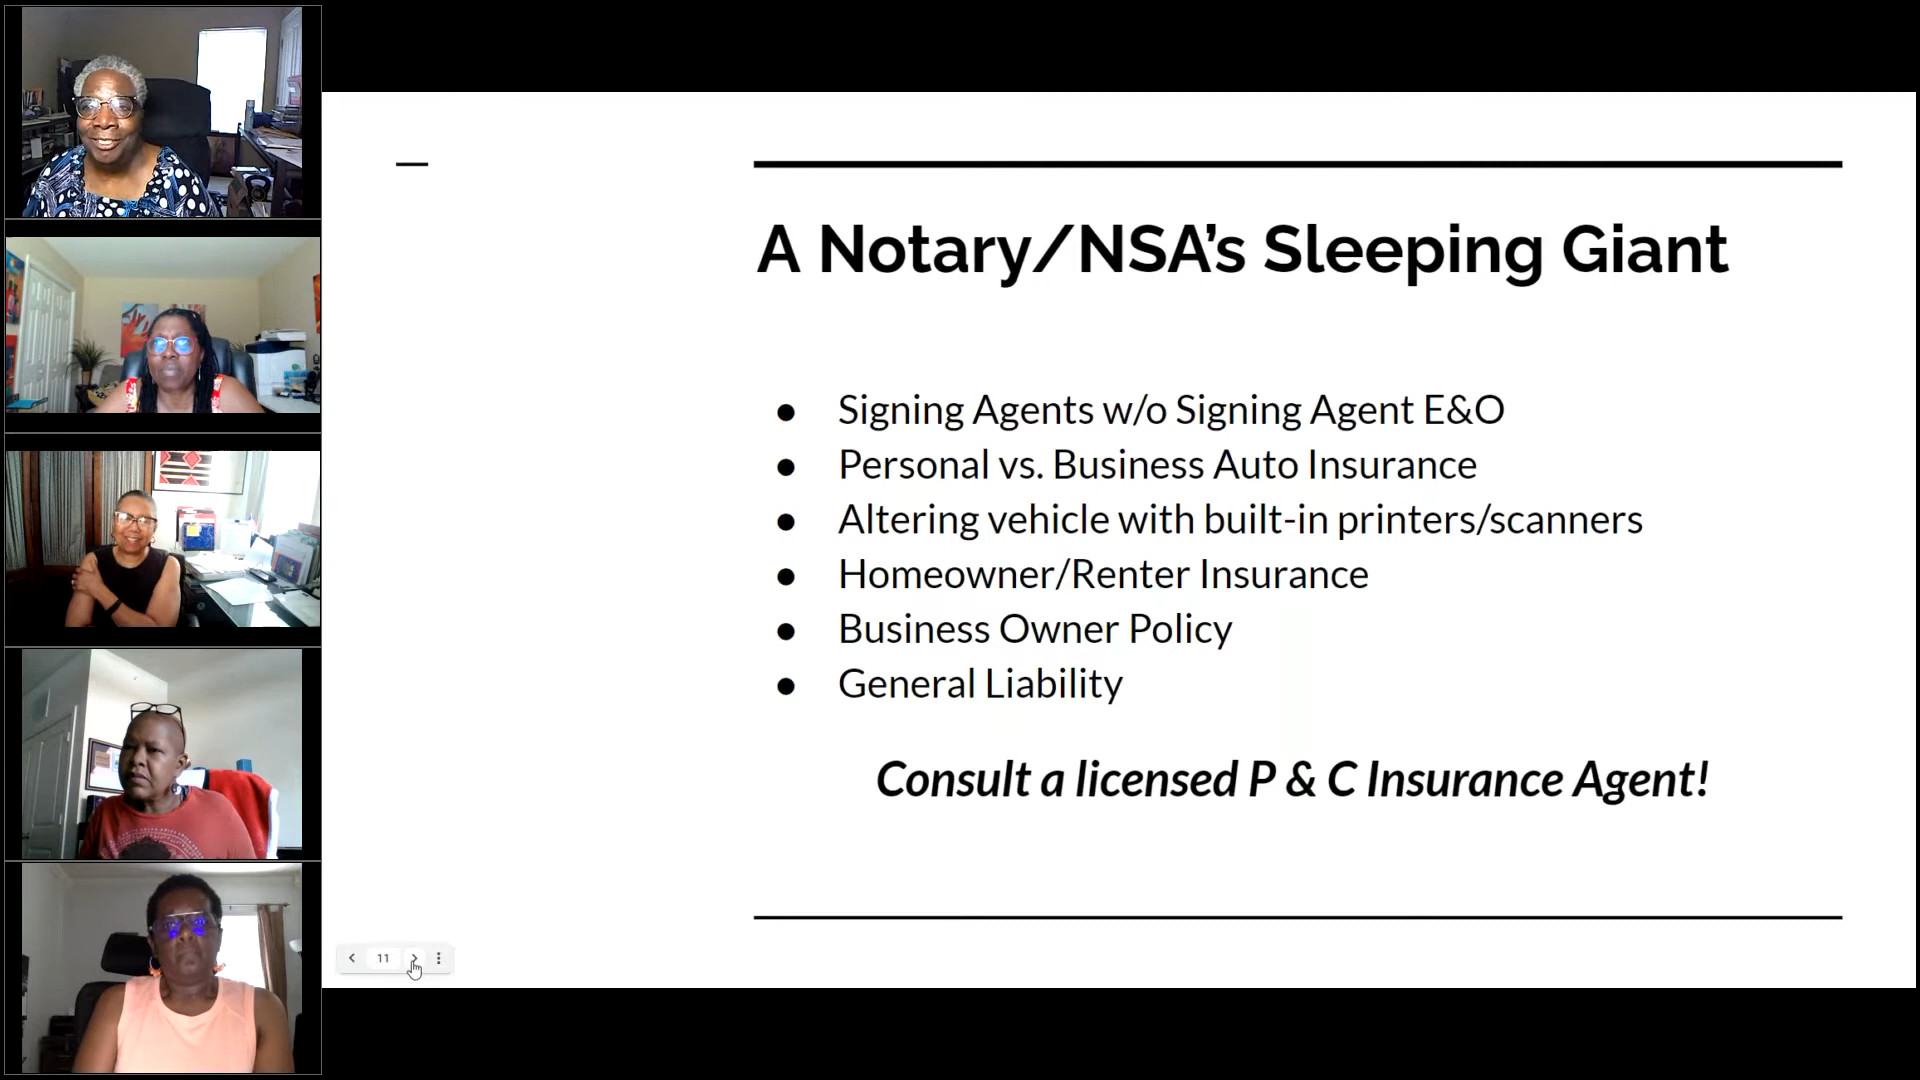 A Notary/NSA’s Sleeping Giant
● Signing Agents w/o Signing Agent E&O
● Personal vs. Business Auto Insurance
● Altering vehicle with built-in printers/scanners
● Homeowner/Renter Insurance
● Business Owner Policy
● General Liability
Consult a licensed P & C Insurance Agent!
11